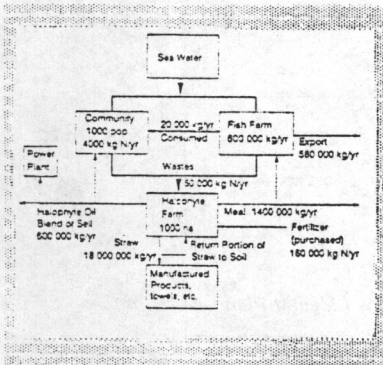 Sea Water
Community
1000 pop
4000 kg N/yr
20 000 kg/yr
Consumed
Fish Farm
600 000 kg/yr
Export
580 000 kg/yr
Power
Plant
Wastes
50 000 kg N/yr
Halophyte Oil
Blend or Sell
600 000 kg/yr
Halophyte
Farm
1000 ha
Meal 1400 000 kg/yr
Fertilizer
(purchased)
160 000 kg N/yr
Straw
18 000 000 kg/yr
Return Portion of
Straw to Soil
Manufactured
Products,
towels, etc.